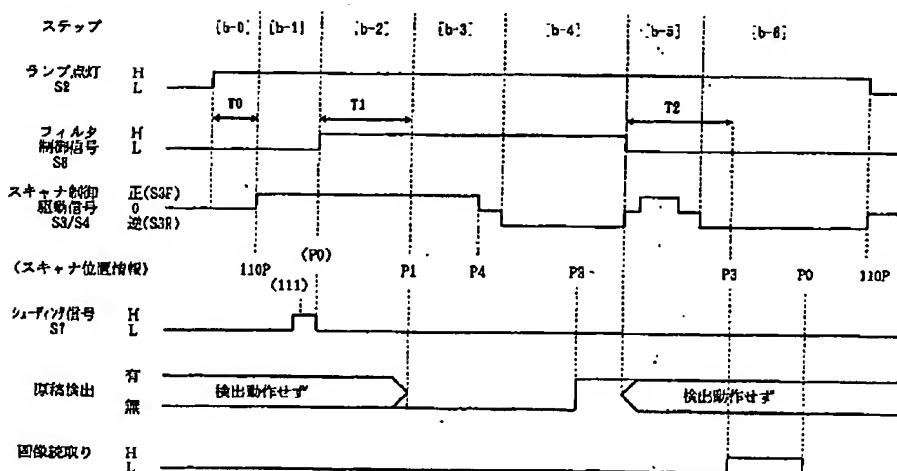 ステップ [b-0] [b-1] [b-2] [b-3] [b-4] [b-5] [b-6]
ランプ点灯 H
S2 L
T0 T1 T2
フィルタ H
制御信号 L
S6
スキャナ制御 正(S3F)
駆動信号 0
S3/S4 逆(S3R)
(P0)
(スキャナ位置情報) 110P P1 P4 P3 P3 P0 110P
(111)
シェーディング信号 H
S7 L
原稿検出 有
検出動作せず 検出動作せず
無
画像読取り H
L